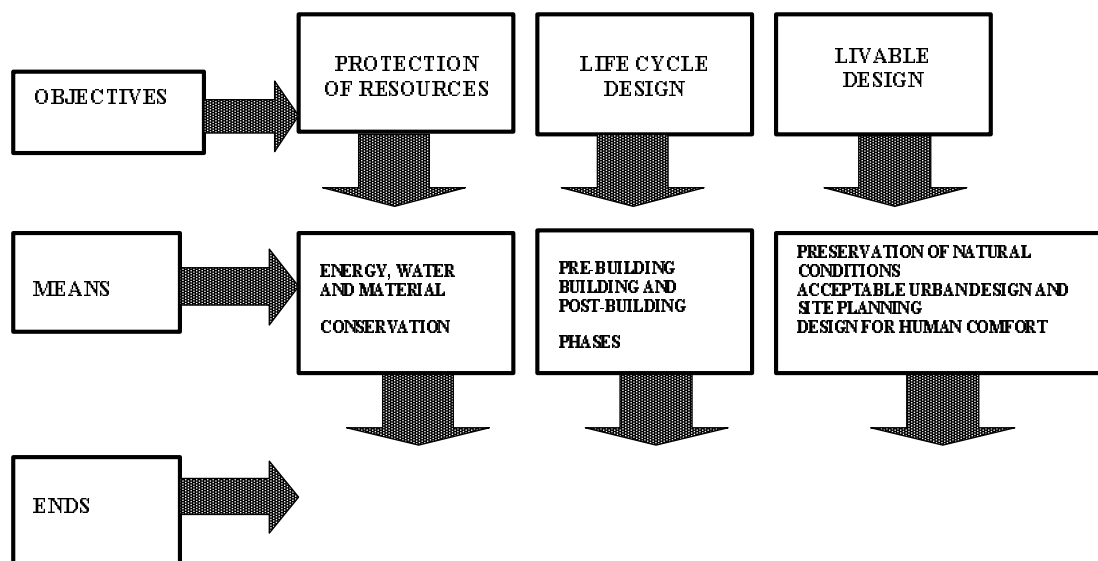 OBJECTIVES
PROTECTION
OF RESOURCES
LIFE CYCLE
DESIGN
LIVABLE
DESIGN
MEANS
ENERGY, WATER
AND MATERIAL
CONSERVATION
PRE-BUILDING
BUILDING AND
POST-BUILDING
PHASES
PRESERVATION OF NATURAL
CONDITIONS
ACCEPTABLE URBANDESIGN AND
SITE PLANNING
DESIGN FOR HUMAN COMFORT
ENDS